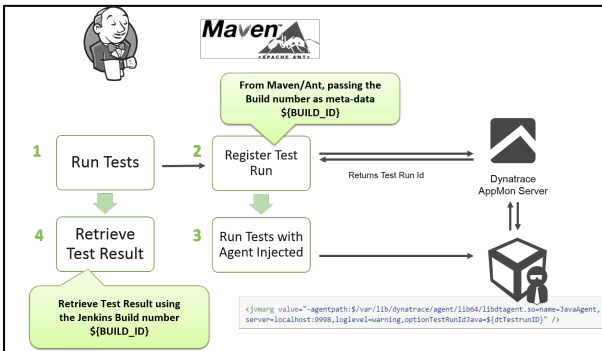 Maven™
<APACHE ANT>
From Maven/Ant, passing the
Build number as meta-data
${BUILD_ID}
1
Run Tests
2
Register Test
Run
Returns Test Run Id
Dynatrace
AppMon Server
4
Retrieve
Test Result
3
Run Tests with
Agent Injected
Retrieve Test Result using
the Jenkins Build number
${BUILD_ID}
<jvmarg value="-agentpath:$/var/lib/dynatrace/agent/lib64/libdtagent.so=name=JavaAgent,
server=localhost:9998,loglevel=warning,optionTestRunIdJava=${dtTestrunID}" />